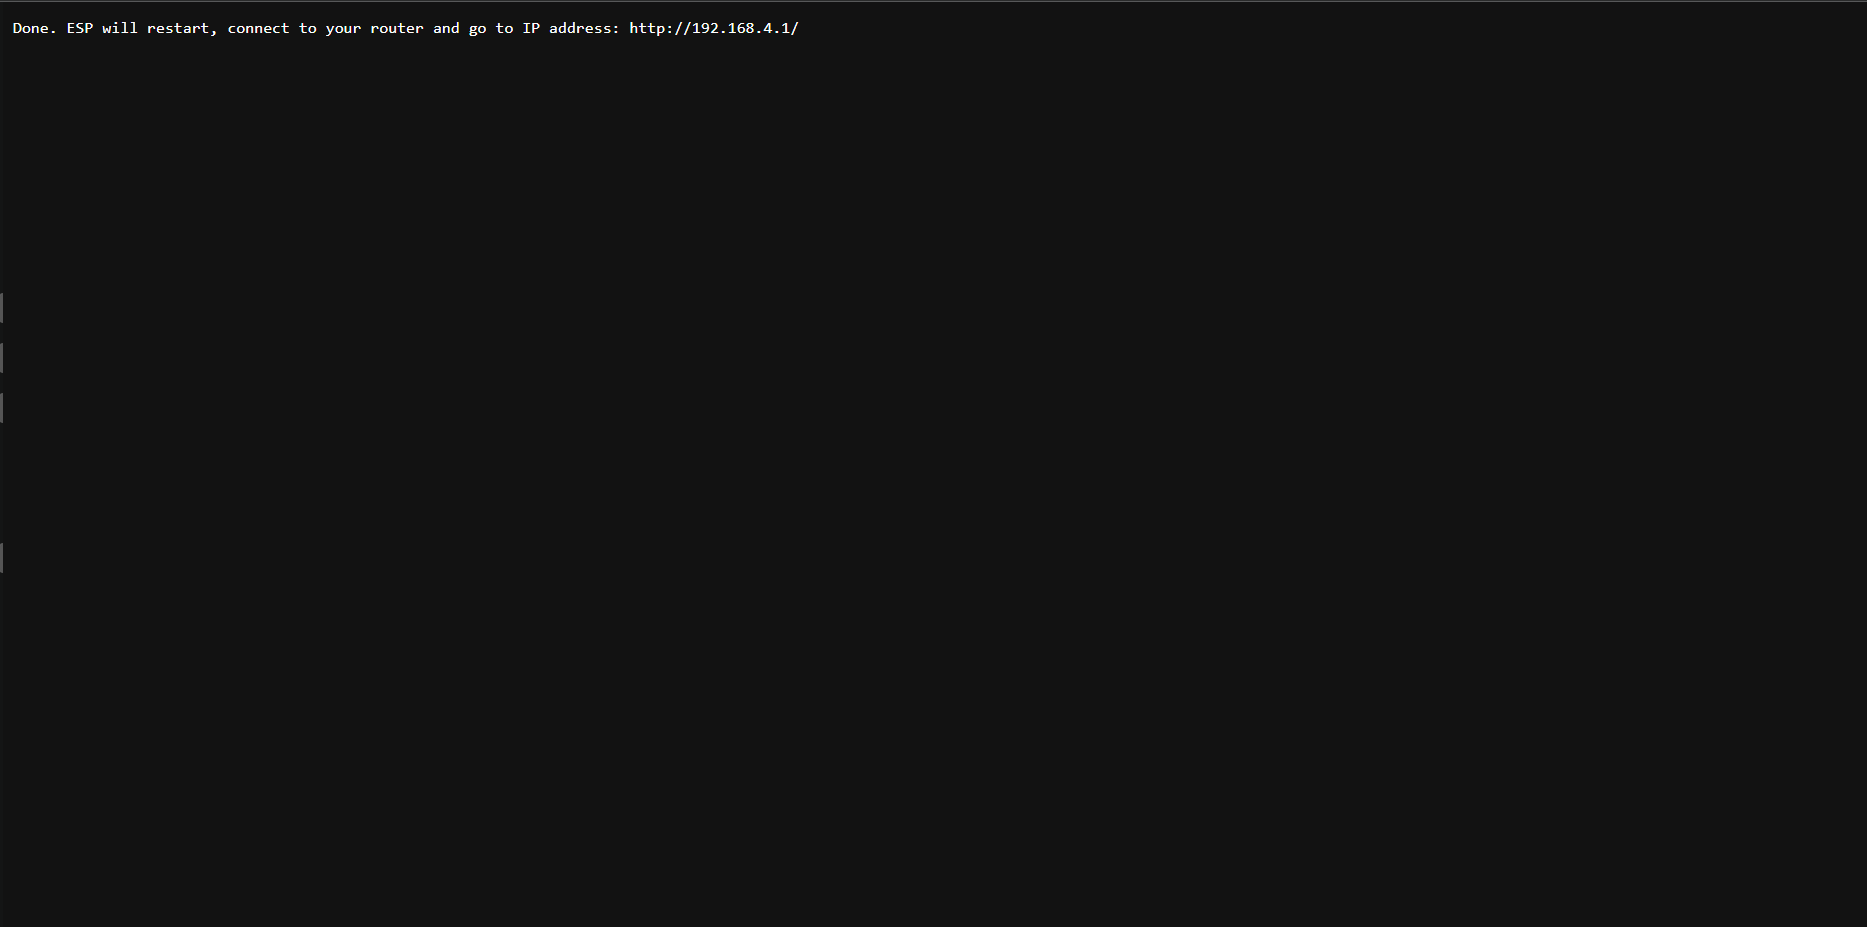 Done. ESP will restart, connect to your router and go to IP address: http://192.168.4.1/